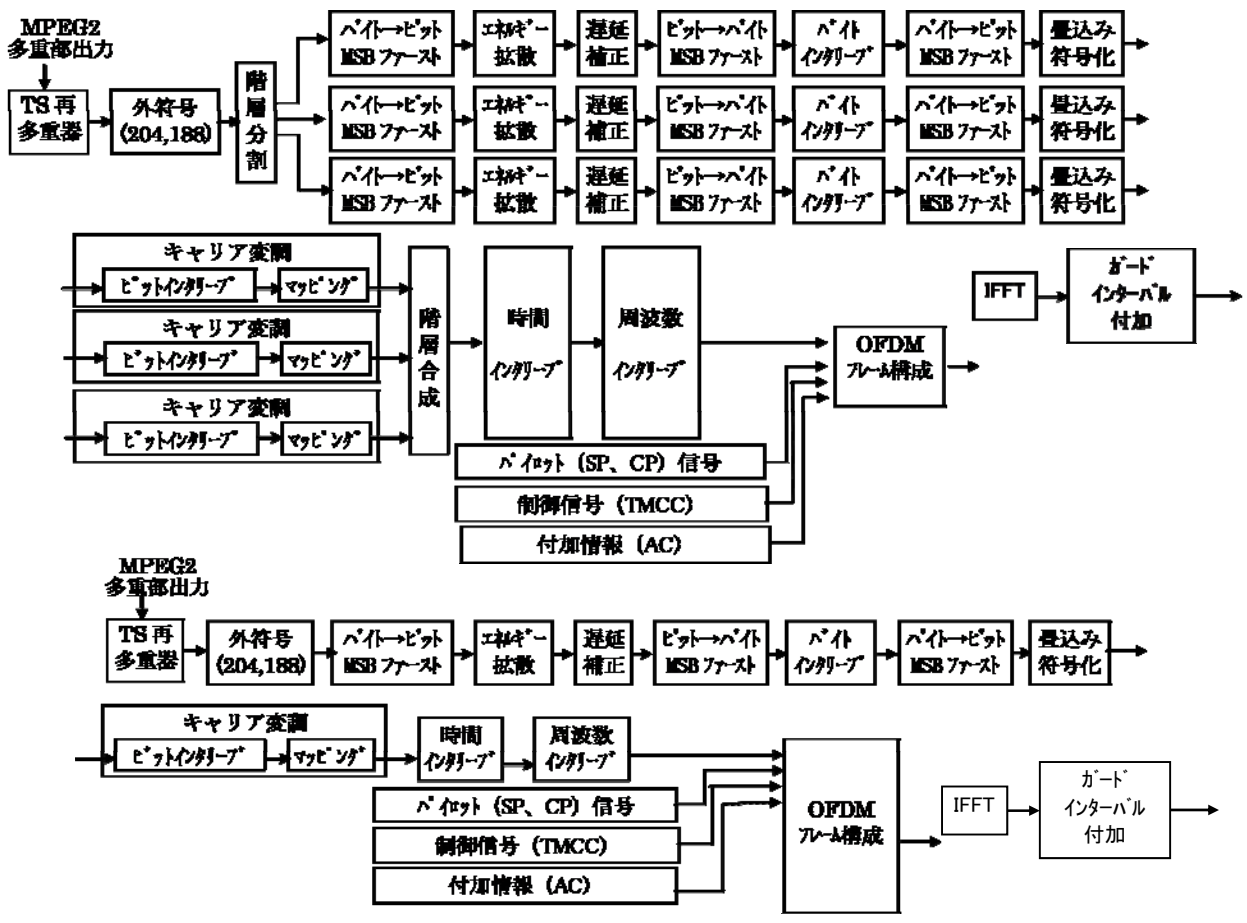 MPEG2
多重部出力
TS再
多重器
外符号
(204,188)
階層分割
バイト→ビット
MSBファースト
エネルギー
拡散
遅延
補正
ビット→バイト
MSBファースト
バイト
インタリーブ
バイト→ビット
MSBファースト
畳込み
符号化
バイト→ビット
MSBファースト
エネルギー
拡散
遅延
補正
ビット→バイト
MSBファースト
バイト
インタリーブ
バイト→ビット
MSBファースト
畳込み
符号化
バイト→ビット
MSBファースト
エネルギー
拡散
遅延
補正
ビット→バイト
MSBファースト
バイト
インタリーブ
バイト→ビット
MSBファースト
畳込み
符号化
キャリア変調
ビットインタリーブ
マッピング
キャリア変調
ビットインタリーブ
マッピング
キャリア変調
ビットインタリーブ
マッピング
階層合成
時間
インタリーブ
周波数
インタリーブ
OFDM
フレーム構成
IFFT
ガード
インターバル
付加
パイロット (SP、CP) 信号
制御信号 (TMCC)
付加情報 (AC)
MPEG2
多重部出力
TS再
多重器
外符号
(204,188)
バイト→ビット
MSBファースト
エネルギー
拡散
遅延
補正
ビット→バイト
MSBファースト
バイト
インタリーブ
バイト→ビット
MSBファースト
畳込み
符号化
キャリア変調
ビットインタリーブ
マッピング
時間
インタリーブ
周波数
インタリーブ
パイロット (SP、CP) 信号
制御信号 (TMCC)
付加情報 (AC)
OFDM
フレーム構成
IFFT
ガード
インターバル
付加